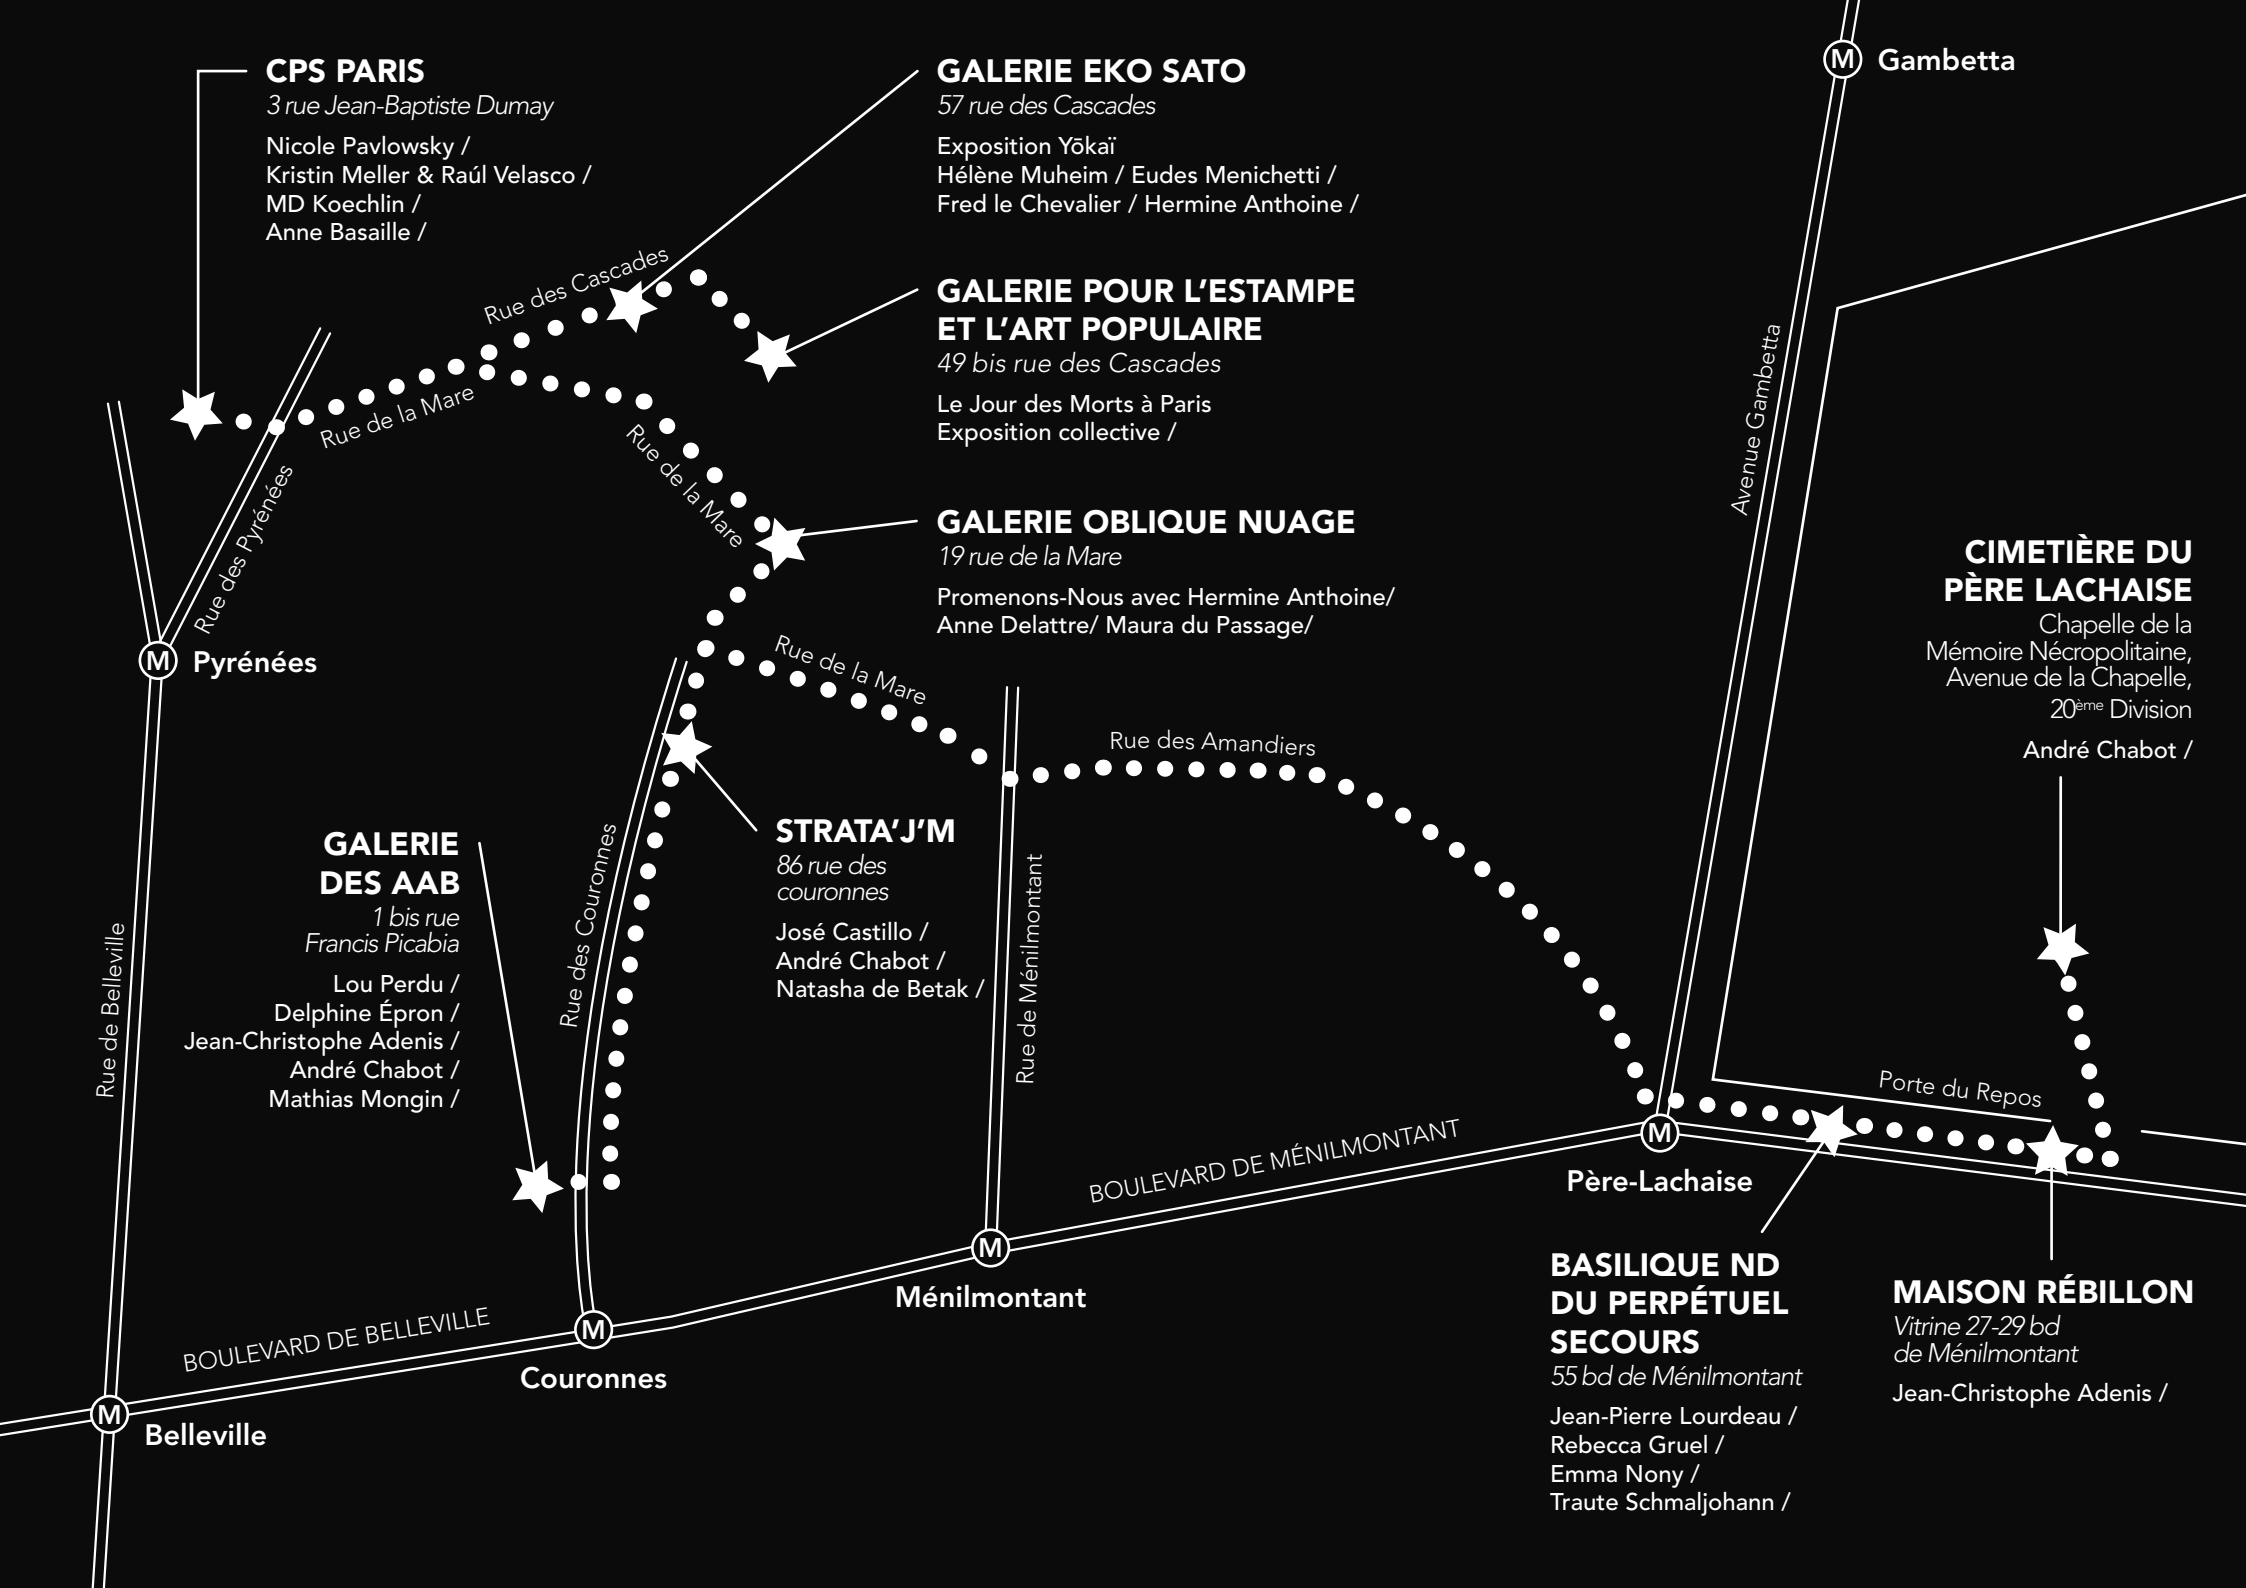 CPS PARIS
3 rue Jean-Baptiste Dumay
Nicole Pavlowsky /
Kristin Meller & Raúl Velasco /
MD Koechlin /
Anne Basaille /
GALERIE EKO SATO
57 rue des Cascades
Exposition Yōkaï
Hélène Muheim / Eudes Menichetti /
Fred le Chevalier / Hermine Anthoine /
M Gambetta
Rue des Cascades
GALERIE POUR L’ESTAMPE
ET L’ART POPULAIRE
49 bis rue des Cascades
Le Jour des Morts à Paris
Exposition collective /
Rue de la Mare
Rue de la Mare
Rue des Pyrénées
Avenue Gambetta
GALERIE OBLIQUE NUAGE
19 rue de la Mare
Promenons-Nous avec Hermine Anthoine/
Anne Delattre/ Maura du Passage/
CIMETIÈRE DU
PÈRE LACHAISE
Chapelle de la
Mémoire Nécropolitaine,
Avenue de la Chapelle,
20ème Division
André Chabot /
M Pyrénées
Rue de la Mare
Rue des Amandiers
GALERIE
DES AAB
1 bis rue
Francis Picabia
Lou Perdu /
Delphine Épron /
Jean-Christophe Adenis /
André Chabot /
Mathias Mongin /
Rue de Belleville
Rue des Couronnes
STRATA’J’M
86 rue des
couronnes
José Castillo /
André Chabot /
Natasha de Betak /
Rue de Ménilmontant
Porte du Repos
BOULEVARD DE MÉNILMONTANT
M
Père-Lachaise
M
Ménilmontant
BOULEVARD DE BELLEVILLE
M
Couronnes
M
Belleville
BASILIQUE ND
DU PERPÉTUEL
SECOURS
55 bd de Ménilmontant
Jean-Pierre Lourdeau /
Rebecca Gruel /
Emma Nony /
Traute Schmaljohann /
MAISON RÉBILLON
Vitrine 27-29 bd
de Ménilmontant
Jean-Christophe Adenis /